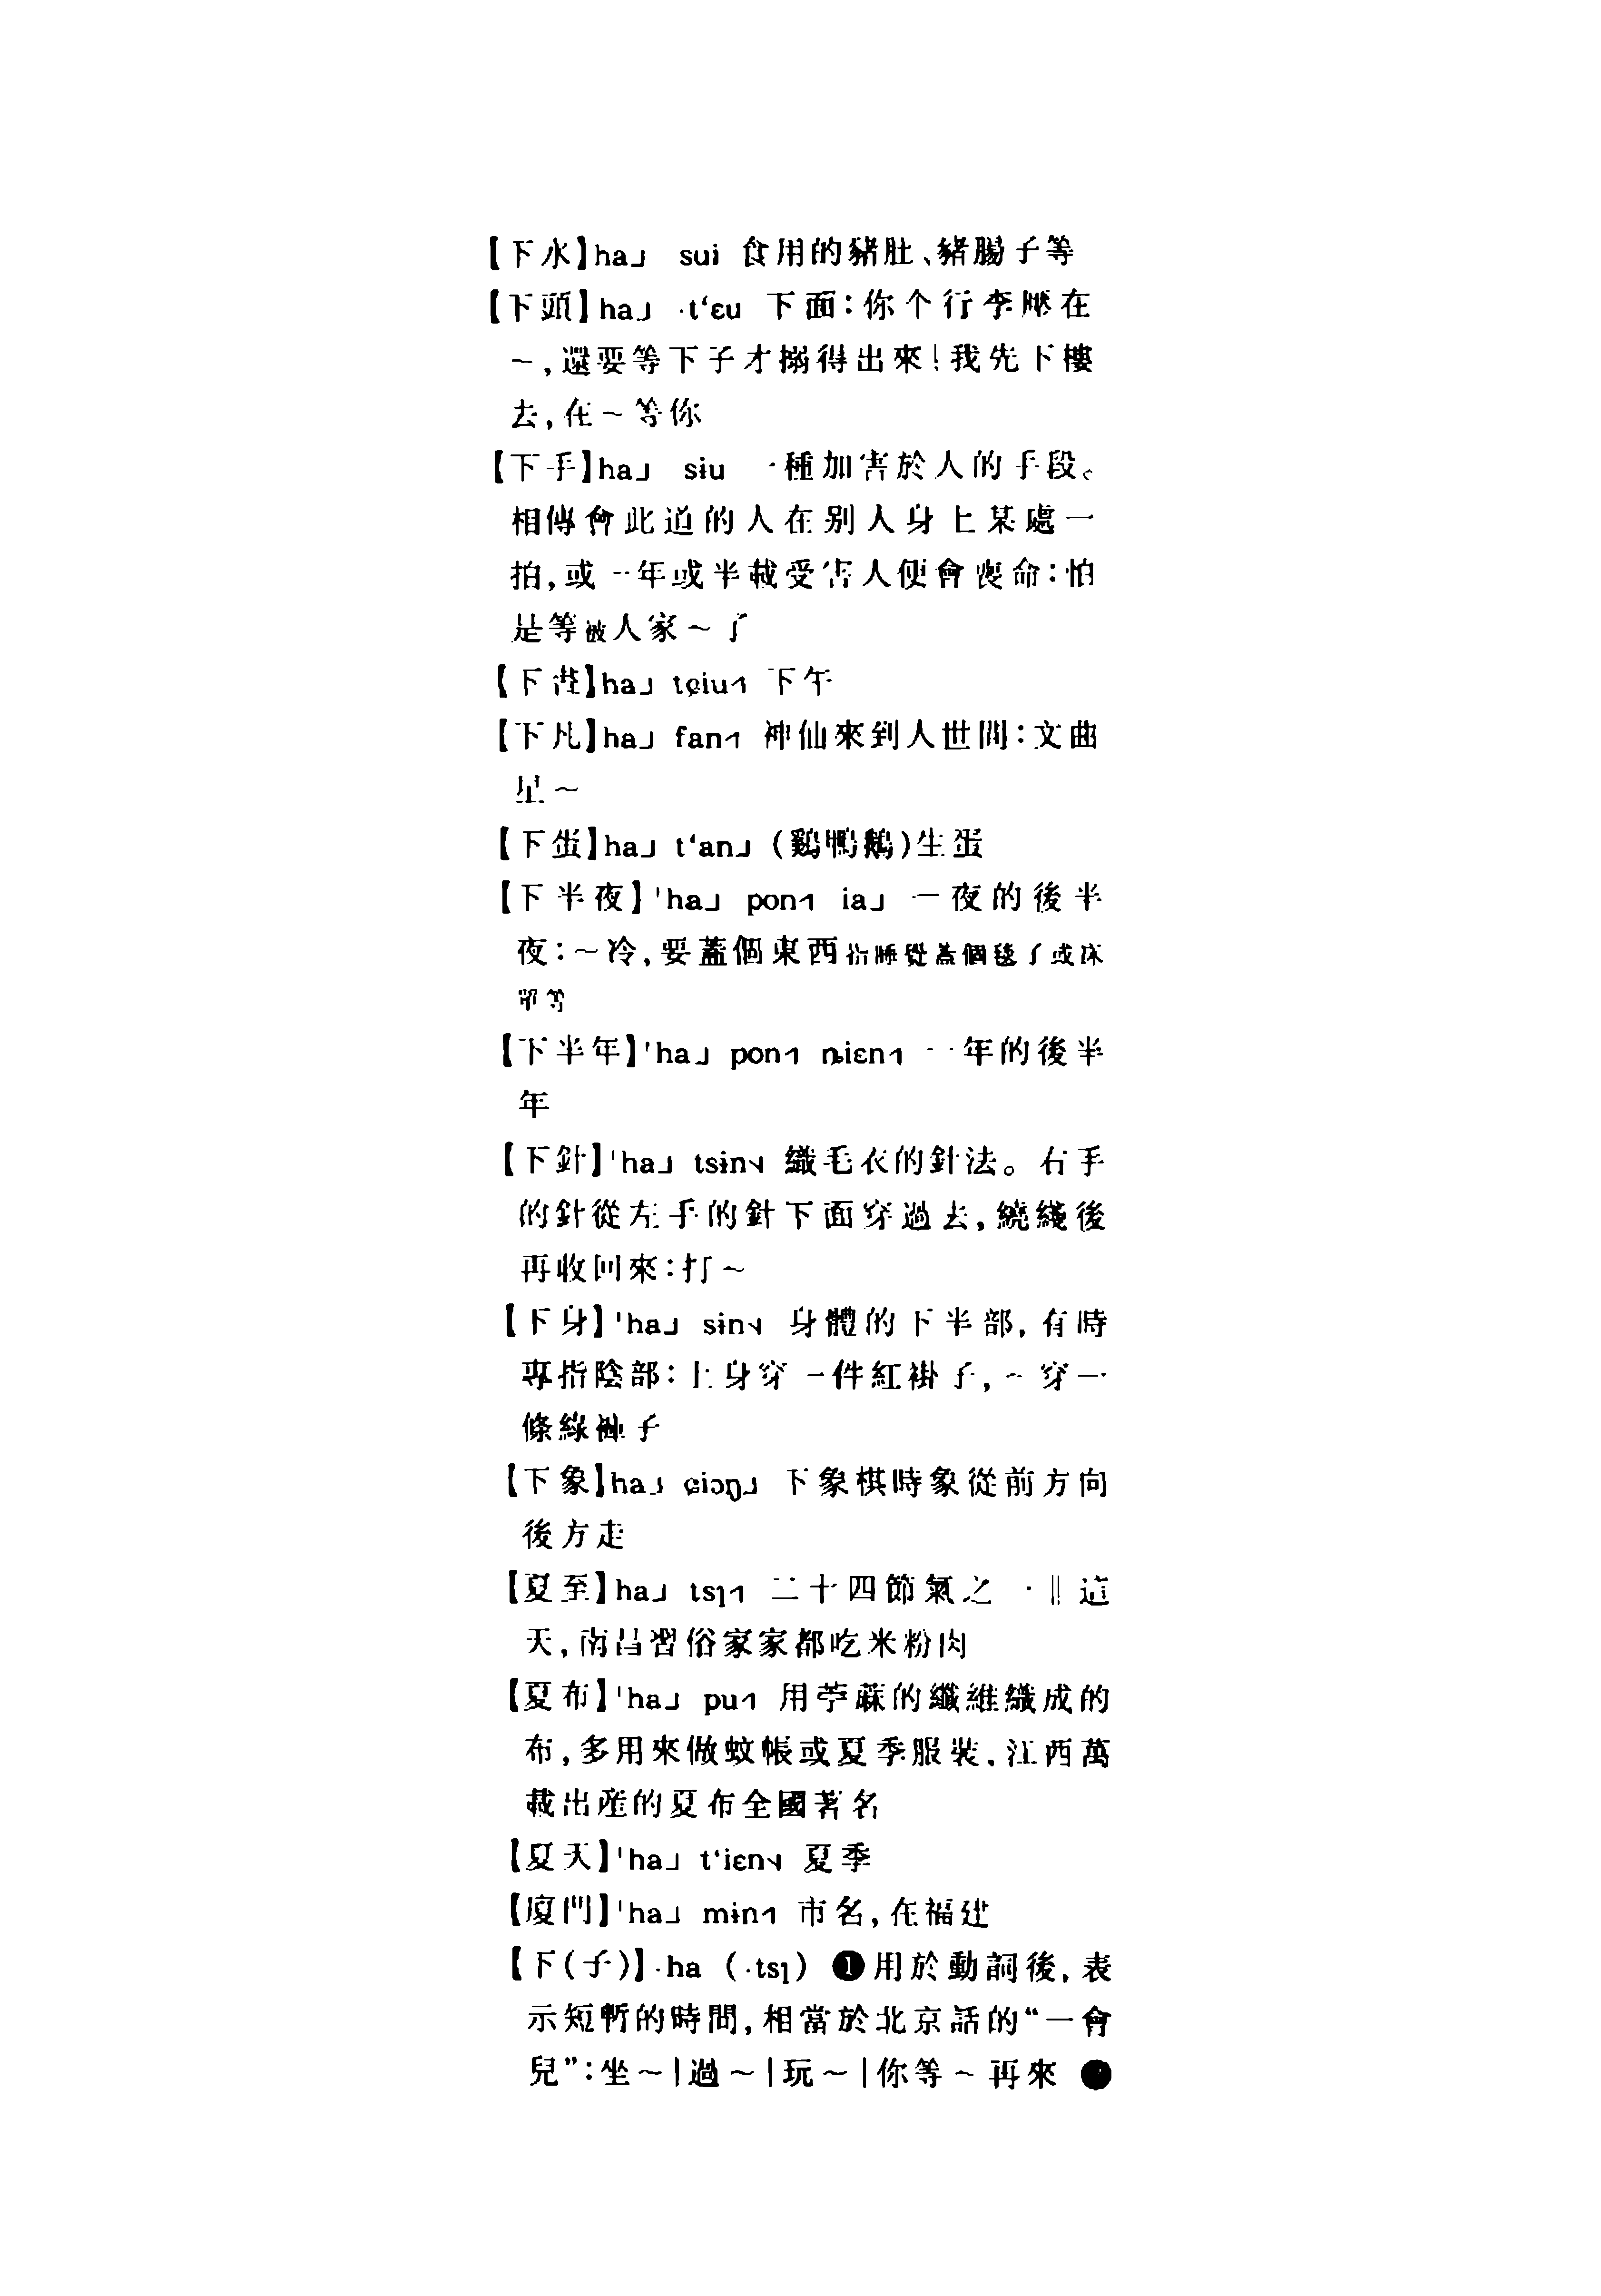 【下水】ha˩ sui 食用的豬肚、豬腸子等
【下頭】ha˩ ·t‘ɛu 下面：你个行李壓在
～，還要等下子才搦得出來！我先下樓
去，在～等你
【下手】ha˩ sɨu 一種加害於人的手段。
相傳會此道的人在别人身上某處一
拍，或一年或半載受害人便會喪命：怕
是等被人家～了
【下晝】ha˩ tɕiu˧˥ 下午
【下凡】ha˩ fan˧˥ 神仙來到人世間：文曲
星～
【下蛋】ha˩ t‘an˩ （鷄鴨鵝）生蛋
【下半夜】ˈha˩ pon˧˥ ia˩ 一夜的後半
夜：～冷，要蓋個東西指睡覺蓋個毯子或床
單等
【下半年】ˈha˩ pon˧˥ ȵiɛn˧˥ 一年的後半
年
【下針】ˈha˩ tsɨn˦˨ 織毛衣的針法。右手
的針從左手的針下面穿過去，繞綫後
再收回來：打～
【下身】ˈha˩ sɨn˦˨ 身體的下半部，有時
專指陰部：上身穿一件紅褂子，～穿一
條綠褲子
【下象】ha˩ ɕiɔŋ˩ 下象棋時象從前方向
後方走
【夏至】ha˩ tsɿ˧˥ 二十四節氣之一‖這
天，南昌習俗家家都吃米粉肉
【夏布】ˈha˩ pu˧˥ 用苧蔴的纖維織成的
布，多用來做蚊帳或夏季服裝，江西萬
載出産的夏布全國著名
【夏天】ˈha˩ t‘iɛn˦˨ 夏季
【廈門】ˈha˩ mɨn˧˥ 市名，在福建
【下（子）】·ha （·tsɿ） ❶用於動詞後，表
示短暫的時間，相當於北京話的“一會
兒”：坐～|過～|玩～|你等～再來 ❷